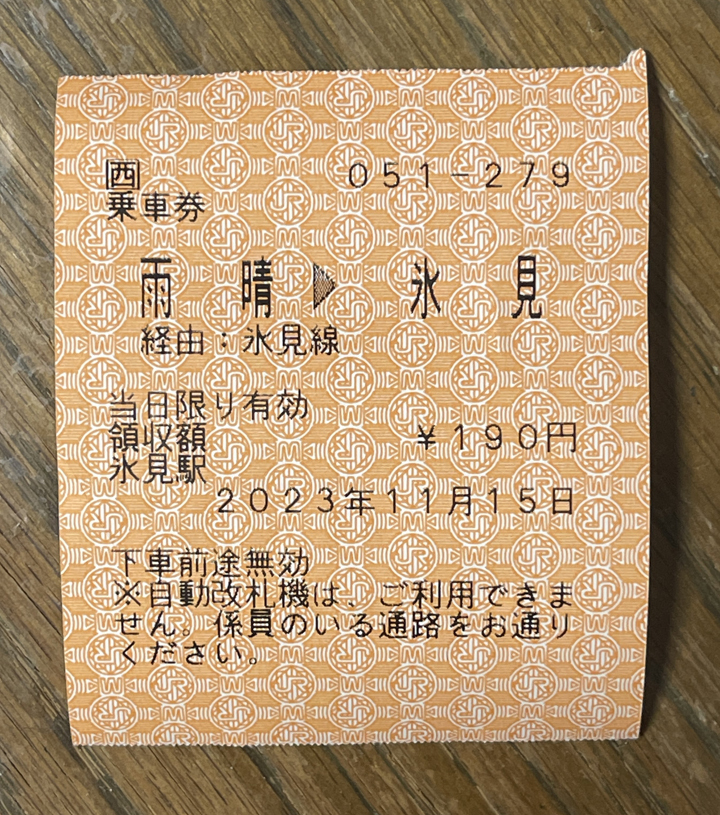 西 051-279
乗車券
雨晴▶氷見
経由:氷見線
当日限り有効
領収額 ¥190円
氷見駅
2023年11月15日
下車前途無効
※自動改札機は、ご利用できま
せん。係員のいる通路をお通り
ください。